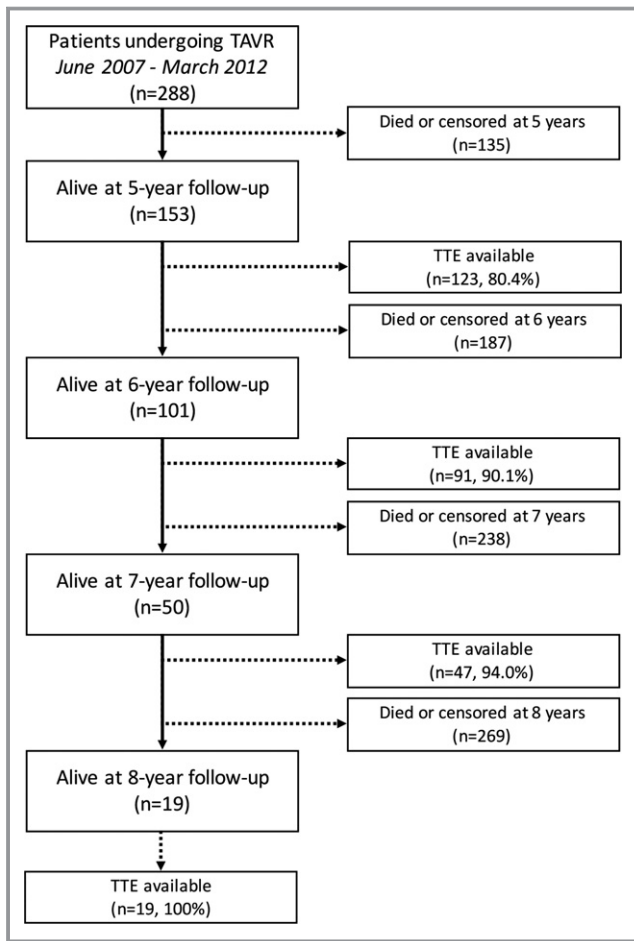 Patients undergoing TAVR
June 2007 - March 2012
(n=288)
Died or censored at 5 years
(n=135)
Alive at 5-year follow-up
(n=153)
TTE available
(n=123, 80.4%)
Died or censored at 6 years
(n=187)
Alive at 6-year follow-up
(n=101)
TTE available
(n=91, 90.1%)
Died or censored at 7 years
(n=238)
Alive at 7-year follow-up
(n=50)
TTE available
(n=47, 94.0%)
Died or censored at 8 years
(n=269)
Alive at 8-year follow-up
(n=19)
TTE available
(n=19, 100%)